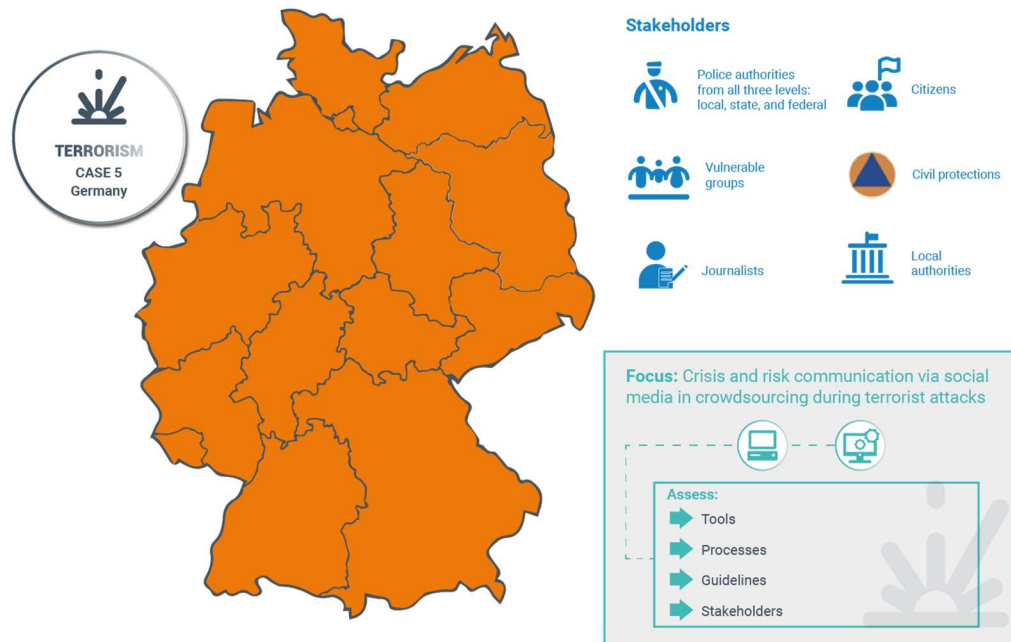 TERRORISM
CASE 5
Germany
Stakeholders
Police authorities
from all three levels:
local, state, and federal
Citizens
Vulnerable
groups
Civil protections
Journalists
Local
authorities
Focus: Crisis and risk communication via social
media in crowdsourcing during terrorist attacks
Assess:
Tools
Processes
Guidelines
Stakeholders